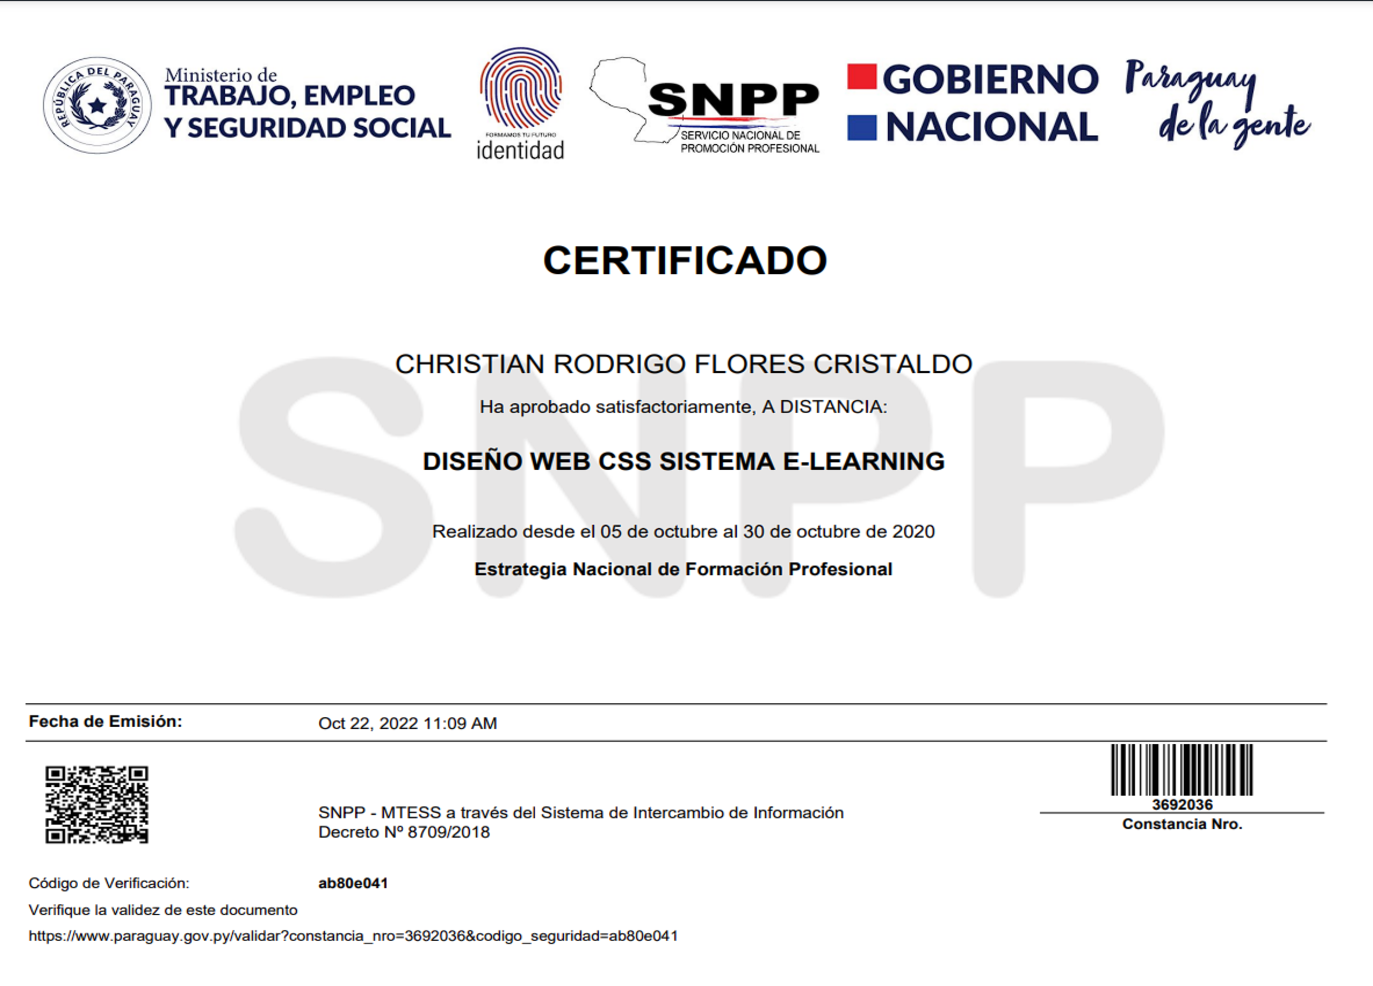 REPÚBLICA DEL PARAGUAY
Ministerio de
TRABAJO, EMPLEO
Y SEGURIDAD SOCIAL
FORMAMOS TU FUTURO
identidad
SNPP
SERVICIO NACIONAL DE
PROMOCIÓN PROFESIONAL
GOBIERNO
NACIONAL
Paraguay
de la gente
CERTIFICADO
SNPP
CHRISTIAN RODRIGO FLORES CRISTALDO
Ha aprobado satisfactoriamente, A DISTANCIA:
DISEÑO WEB CSS SISTEMA E-LEARNING
Realizado desde el 05 de octubre al 30 de octubre de 2020
Estrategia Nacional de Formación Profesional
Fecha de Emisión: Oct 22, 2022 11:09 AM
3692036
Constancia Nro.
SNPP - MTESS a través del Sistema de Intercambio de Información
Decreto Nº 8709/2018
Código de Verificación: ab80e041
Verifique la validez de este documento
https://www.paraguay.gov.py/validar?constancia_nro=3692036&codigo_seguridad=ab80e041